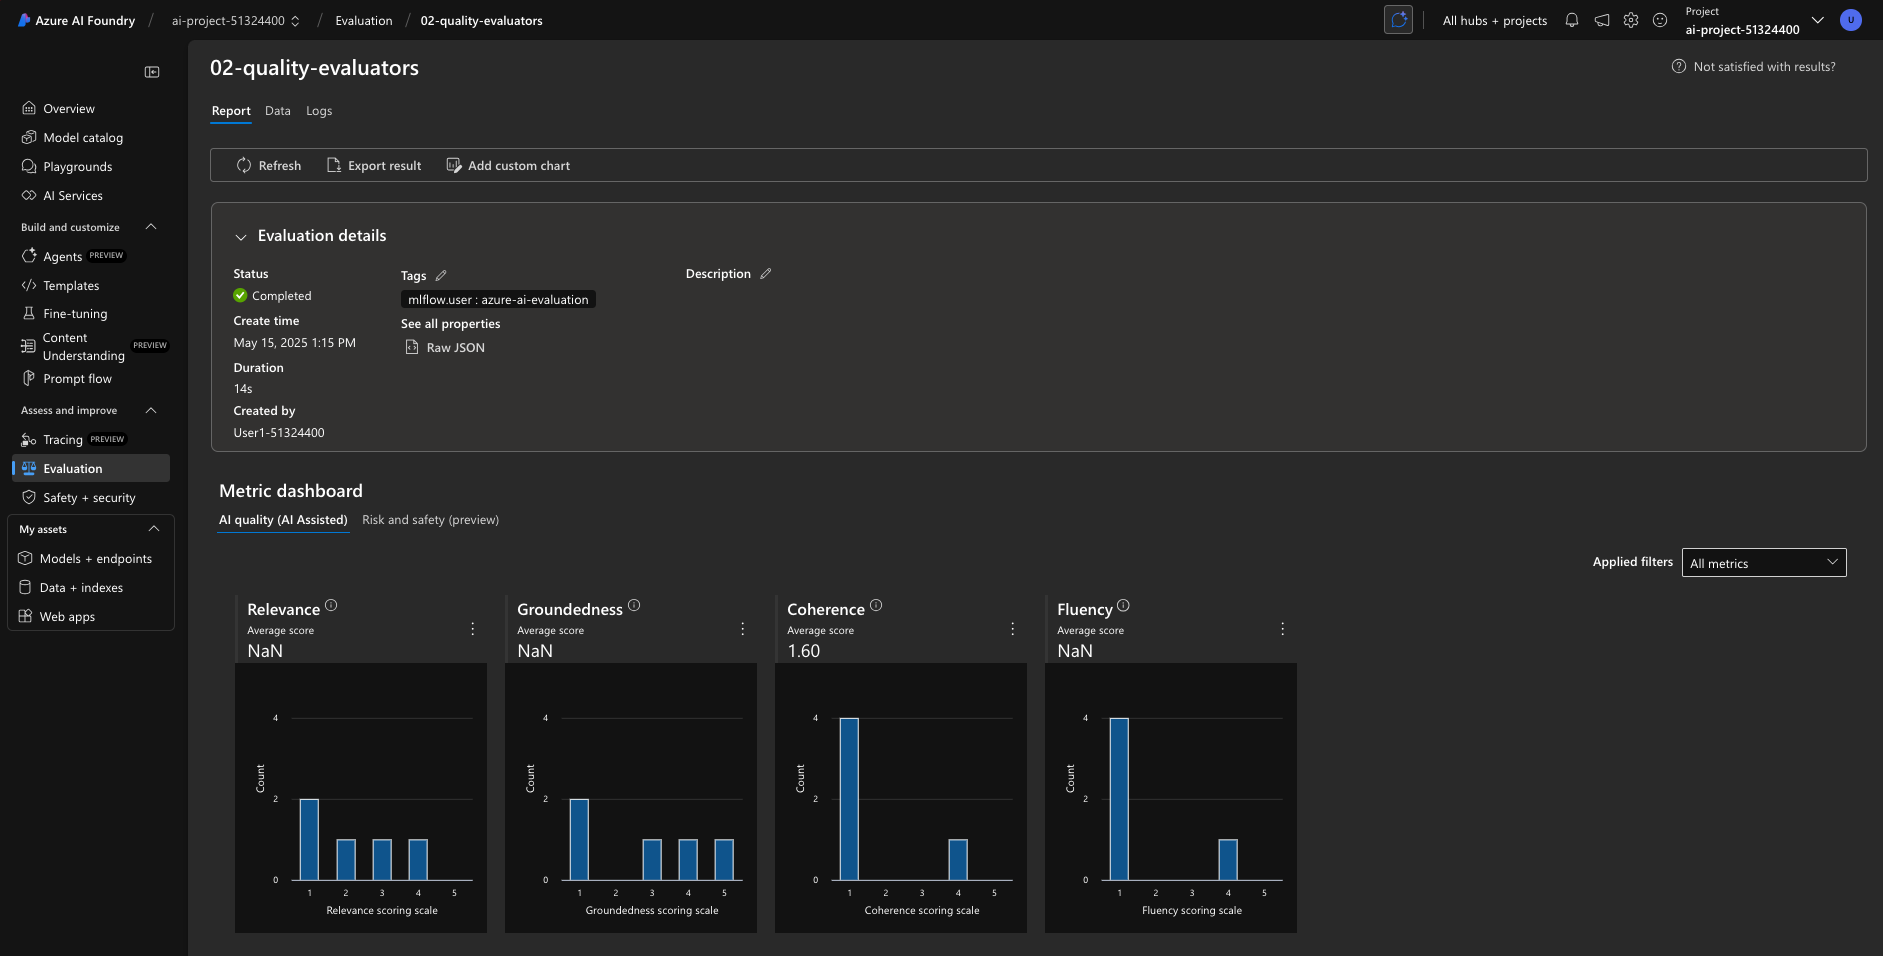 Azure AI Foundry / ai-project-51324400 / Evaluation / 02-quality-evaluators
All hubs + projects
Project
ai-project-51324400
U
Overview
Model catalog
Playgrounds
AI Services
Build and customize
Agents PREVIEW
Templates
Fine-tuning
Content
Understanding PREVIEW
Prompt flow
Assess and improve
Tracing PREVIEW
Evaluation
Safety + security
My assets
Models + endpoints
Data + indexes
Web apps
02-quality-evaluators
Not satisfied with results?
Report Data Logs
Refresh Export result Add custom chart
Evaluation details
Status
Completed
Create time
May 15, 2025 1:15 PM
Duration
14s
Created by
User1-51324400
Tags
mlflow.user : azure-ai-evaluation
See all properties
Raw JSON
Description
Metric dashboard
AI quality (AI Assisted) Risk and safety (preview)
Applied filters All metrics
Relevance
Average score
NaN
4
2
0
Count
1 2 3 4 5
Relevance scoring scale
Groundedness
Average score
NaN
4
2
0
Count
1 2 3 4 5
Groundedness scoring scale
Coherence
Average score
1.60
4
2
0
Count
1 2 3 4 5
Coherence scoring scale
Fluency
Average score
NaN
4
2
0
Count
1 2 3 4 5
Fluency scoring scale